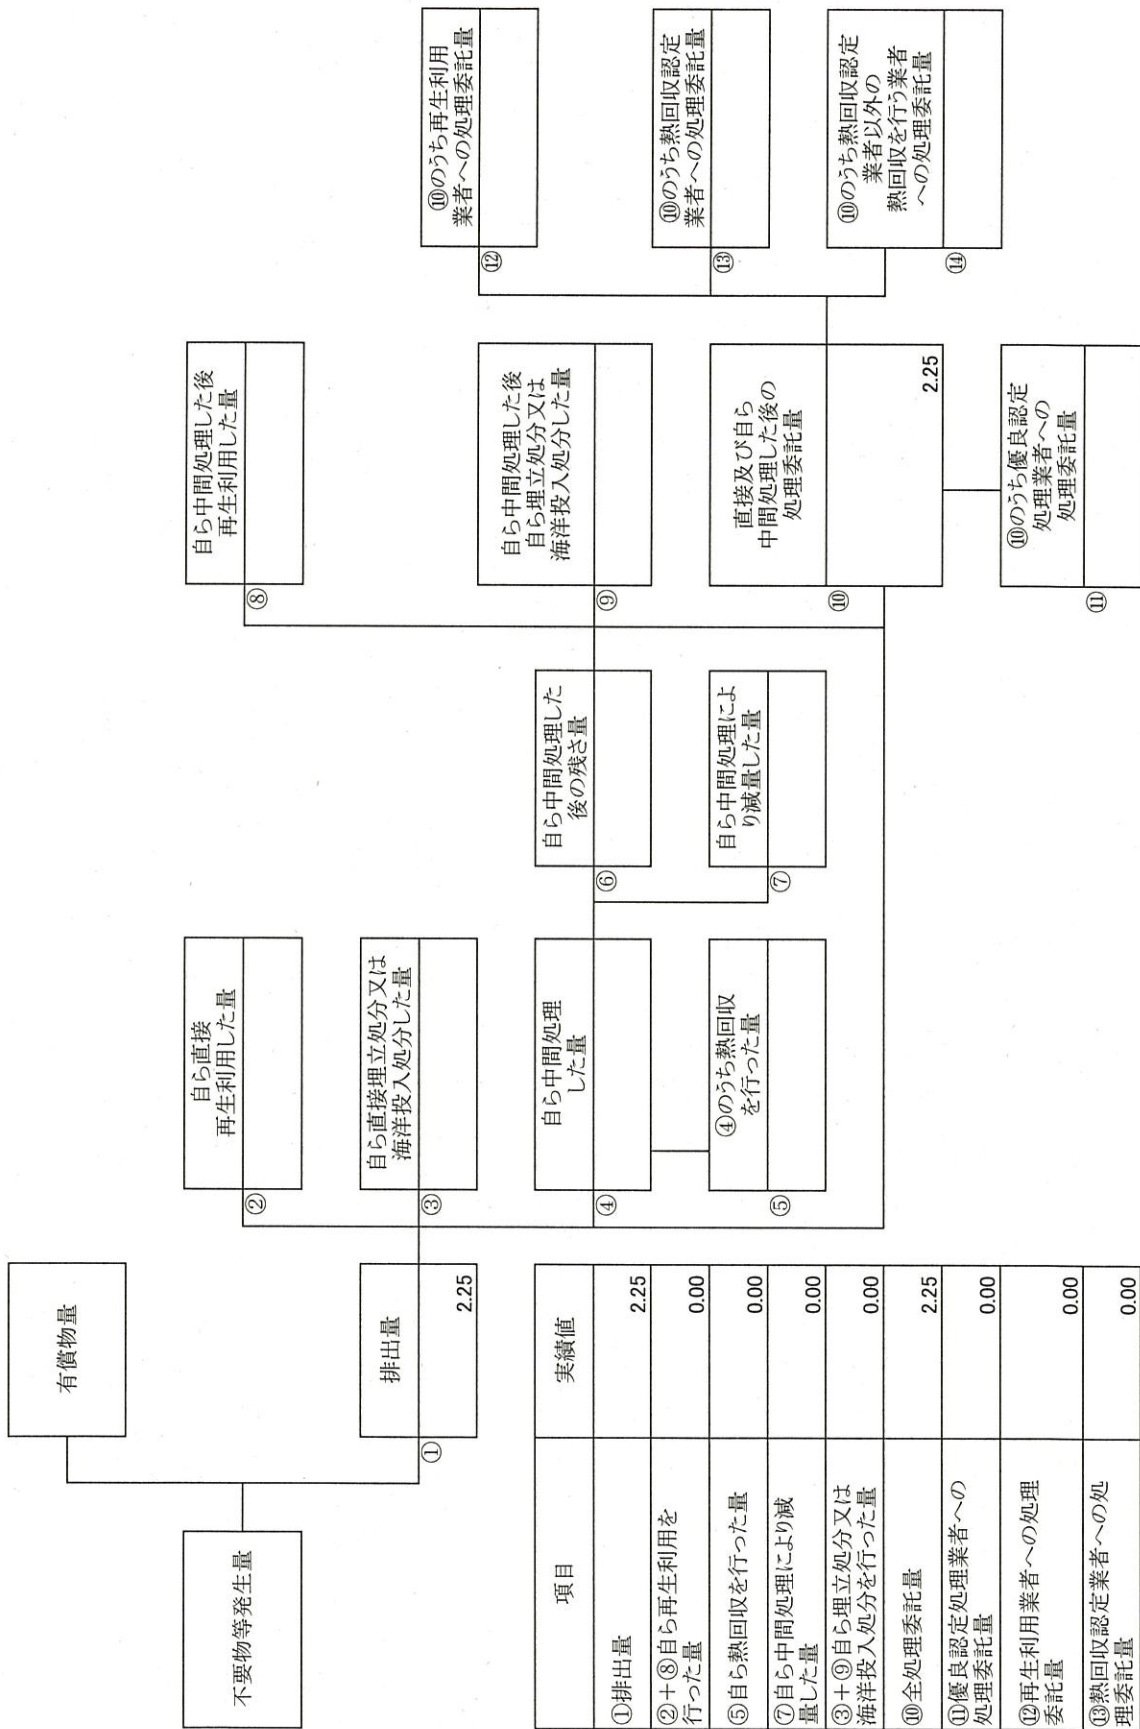 不要物等発生量
有償物量
排出量
①
2.25
②
自ら直接
再生利用した量
③
自ら直接埋立処分又は
海洋投入処分した量
④
自ら中間処理
した量
⑤
④のうち熱回収
を行った量
⑥
自ら中間処理した
後の残さ量
⑦
自ら中間処理によ
り減量した量
⑧
自ら中間処理した後
再生利用した量
⑨
自ら中間処理した後
自ら埋立処分又は
海洋投入処分した量
⑩
直接及び自ら
中間処理した後の
処理委託量
2.25
⑪
⑩のうち優良認定
処理業者への
処理委託量
⑫
⑩のうち再生利用
業者への処理委託量
⑬
⑩のうち熱回収認定
業者への処理委託量
⑭
⑩のうち熱回収認定
業者以外の
熱回収を行う業者
への処理委託量
項目 実績値
①排出量 2.25
②+⑧自ら再生利用を
行った量 0.00
⑤自ら熱回収を行った量 0.00
⑦自ら中間処理により減
量した量 0.00
③+⑨自ら埋立処分又は
海洋投入処分を行った量 0.00
⑩全処理委託量 2.25
⑪優良認定処理業者への
処理委託量 0.00
⑫再生利用業者への処理
委託量 0.00
⑬熱回収認定業者への処
理委託量 0.00